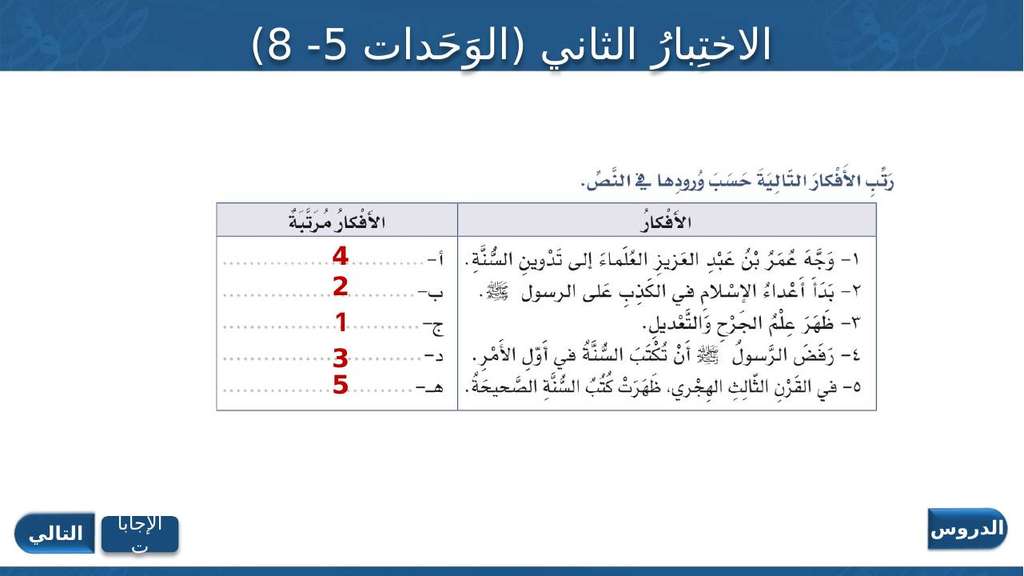 الاختِبارُ الثاني (الوَحَدات 5- 8)
رَتِّبِ الأَفْكارَ التّالِيَةَ حَسَبَ وُرودِها في النَّصِّ.
الأَفْكارُ
الأَفْكارُ مُرَتَّبَةٌ
١- وَجَّهَ عُمَرُ بْنُ عَبْدِ العَزيزِ العُلَماءَ إلى تَدْوينِ السُّنَّةِ.
أ- 4
٢- بَدَأَ أَعْداءُ الإسْلامِ في الكَذِبِ عَلى الرسول ﷺ.
ب- 2
٣- ظَهَرَ عِلْمُ الجَرْحِ وَالتَّعْديلِ.
ج- 1
٤- رَفَضَ الرَّسولُ ﷺ أَنْ تُكْتَبَ السُّنَّةُ في أَوّلِ الأَمْرِ.
د- 3
٥- في القَرْنِ الثّالِثِ الهِجْري، ظَهَرَتْ كُتُبُ السُّنَّةِ الصَّحيحَةُ.
هـ- 5
الدروس
الإجابا
ت
التالي